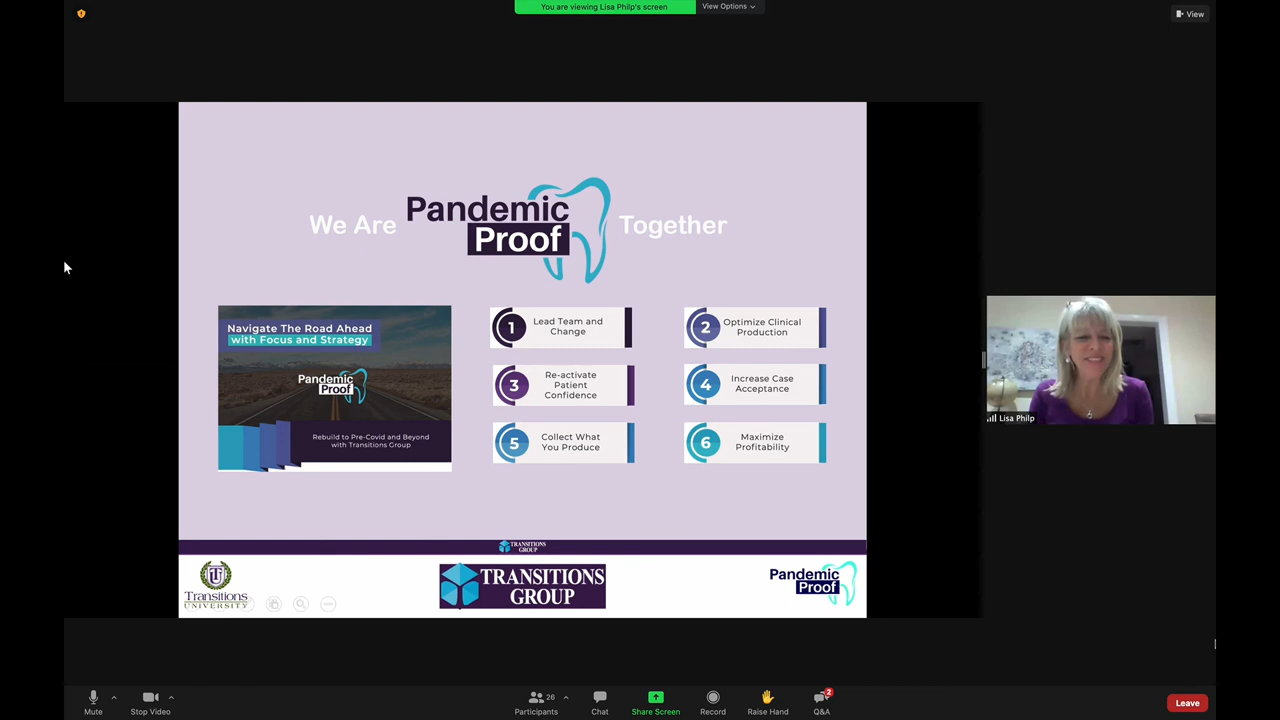 You are viewing Lisa Philp's screen
View Options
View
We Are
Pandemic
Proof
Together
Navigate The Road Ahead
with Focus and Strategy
Pandemic
Proof
Rebuild to Pre-Covid and Beyond
with Transitions Group
1
Lead Team and
Change
2
Optimize Clinical
Production
3
Re-activate
Patient
Confidence
4
Increase Case
Acceptance
5
Collect What
You Produce
6
Maximize
Profitability
TRANSITIONS
GROUP
TU
Transitions
UNIVERSITY
TRANSITIONS
GROUP
Pandemic
Proof
Lisa Philp
Mute
Stop Video
26
Participants
Chat
Share Screen
Record
Raise Hand
2
Q&A
Leave